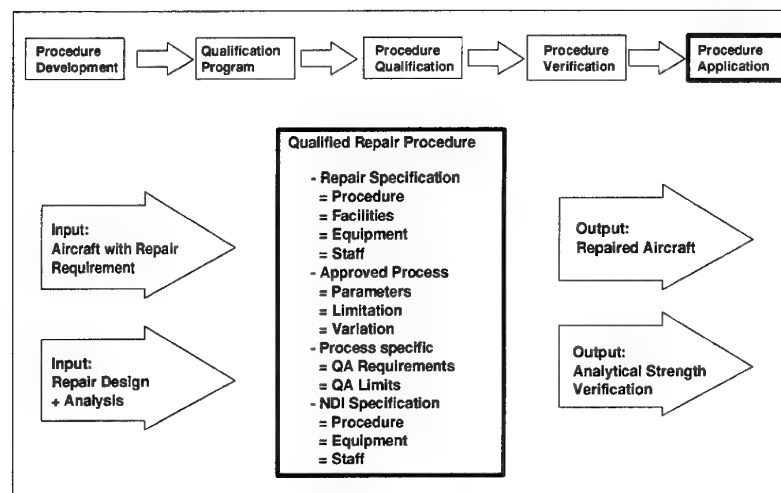 Procedure
Development
Qualification
Program
Procedure
Qualification
Procedure
Verification
Procedure
Application
Qualified Repair Procedure
- Repair Specification
= Procedure
= Facilities
= Equipment
= Staff
- Approved Process
= Parameters
= Limitation
= Variation
- Process specific
= QA Requirements
= QA Limits
- NDI Specification
= Procedure
= Equipment
= Staff
Input:
Aircraft with Repair
Requirement
Input:
Repair Design
+ Analysis
Output:
Repaired Aircraft
Output:
Analytical Strength
Verification